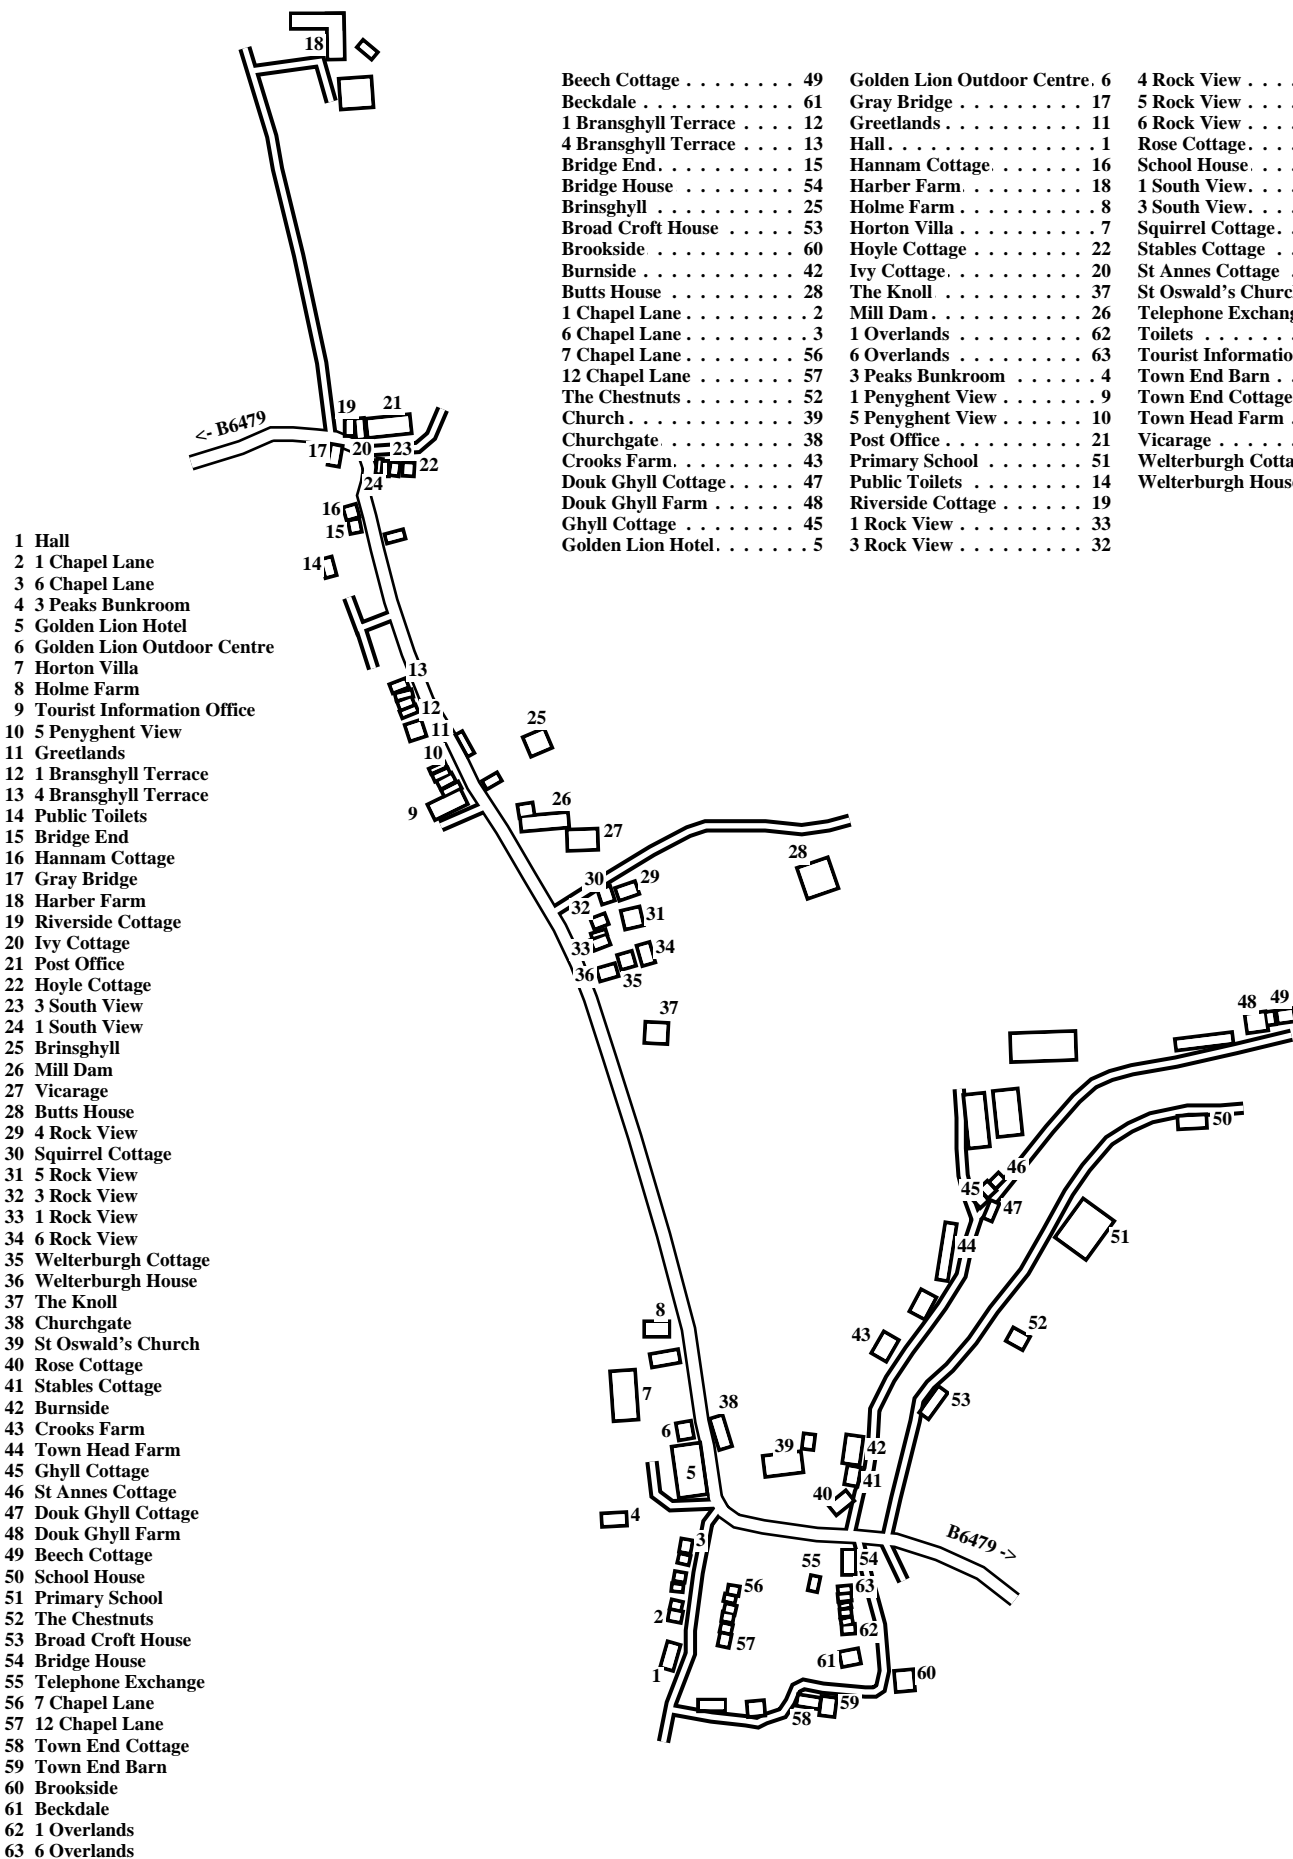 Beech Cottage . . . . . . . . 49
Beckdale . . . . . . . . . . . 61
1 Bransghyll Terrace . . . . 12
4 Bransghyll Terrace . . . . 13
Bridge End. . . . . . . . . . 15
Bridge House . . . . . . . . 54
Brinsghyll . . . . . . . . . . 25
Broad Croft House . . . . . 53
Brookside. . . . . . . . . . . 60
Burnside . . . . . . . . . . . 42
Butts House . . . . . . . . . 28
1 Chapel Lane . . . . . . . . . 2
6 Chapel Lane . . . . . . . . . 3
7 Chapel Lane . . . . . . . . 56
12 Chapel Lane . . . . . . . 57
The Chestnuts . . . . . . . . 52
Church . . . . . . . . . . . . 39
Churchgate. . . . . . . . . . 38
Crooks Farm. . . . . . . . . 43
Douk Ghyll Cottage . . . . . 47
Douk Ghyll Farm . . . . . . 48
Ghyll Cottage . . . . . . . . 45
Golden Lion Hotel. . . . . . . 5
Golden Lion Outdoor Centre. 6
Gray Bridge . . . . . . . . . 17
Greetlands . . . . . . . . . . 11
Hall . . . . . . . . . . . . . . 1
Hannam Cottage. . . . . . . 16
Harber Farm. . . . . . . . . 18
Holme Farm . . . . . . . . . . 8
Horton Villa . . . . . . . . . . 7
Hoyle Cottage . . . . . . . . 22
Ivy Cottage. . . . . . . . . . 20
The Knoll . . . . . . . . . . . 37
Mill Dam . . . . . . . . . . . 26
1 Overlands . . . . . . . . . 62
6 Overlands . . . . . . . . . 63
3 Peaks Bunkroom . . . . . . 4
1 Penyghent View . . . . . . . 9
5 Penyghent View . . . . . . 10
Post Office . . . . . . . . . . 21
Primary School . . . . . . . 51
Public Toilets . . . . . . . . 14
Riverside Cottage . . . . . . 19
1 Rock View . . . . . . . . . 33
3 Rock View . . . . . . . . . 32
4 Rock View . . . .
5 Rock View . . . .
6 Rock View . . . .
Rose Cottage. . . .
School House. . . .
1 South View. . . .
3 South View. . . .
Squirrel Cottage. .
Stables Cottage . .
St Annes Cottage .
St Oswald's Church
Telephone Exchang
Toilets . . . . . . .
Tourist Informatio
Town End Barn . .
Town End Cottage
Town Head Farm .
Vicarage . . . . . .
Welterburgh Cotta
Welterburgh House
1 Hall
2 1 Chapel Lane
3 6 Chapel Lane
4 3 Peaks Bunkroom
5 Golden Lion Hotel
6 Golden Lion Outdoor Centre
7 Horton Villa
8 Holme Farm
9 Tourist Information Office
10 5 Penyghent View
11 Greetlands
12 1 Bransghyll Terrace
13 4 Bransghyll Terrace
14 Public Toilets
15 Bridge End
16 Hannam Cottage
17 Gray Bridge
18 Harber Farm
19 Riverside Cottage
20 Ivy Cottage
21 Post Office
22 Hoyle Cottage
23 3 South View
24 1 South View
25 Brinsghyll
26 Mill Dam
27 Vicarage
28 Butts House
29 4 Rock View
30 Squirrel Cottage
31 5 Rock View
32 3 Rock View
33 1 Rock View
34 6 Rock View
35 Welterburgh Cottage
36 Welterburgh House
37 The Knoll
38 Churchgate
39 St Oswald's Church
40 Rose Cottage
41 Stables Cottage
42 Burnside
43 Crooks Farm
44 Town Head Farm
45 Ghyll Cottage
46 St Annes Cottage
47 Douk Ghyll Cottage
48 Douk Ghyll Farm
49 Beech Cottage
50 School House
51 Primary School
52 The Chestnuts
53 Broad Croft House
54 Bridge House
55 Telephone Exchange
56 7 Chapel Lane
57 12 Chapel Lane
58 Town End Cottage
59 Town End Barn
60 Brookside
61 Beckdale
62 1 Overlands
63 6 Overlands
18
19
21
<- B6479
17
20
23
22
24
16
15
14
13
12
11
10
25
9
26
27
28
30
29
32
31
33
34
36
35
37
48
49
50
46
45
47
51
44
8
52
43
7
53
38
6
39
42
5
41
40
4
B6479 ->
3
54
55
56
63
2
62
57
61
1
60
59
58